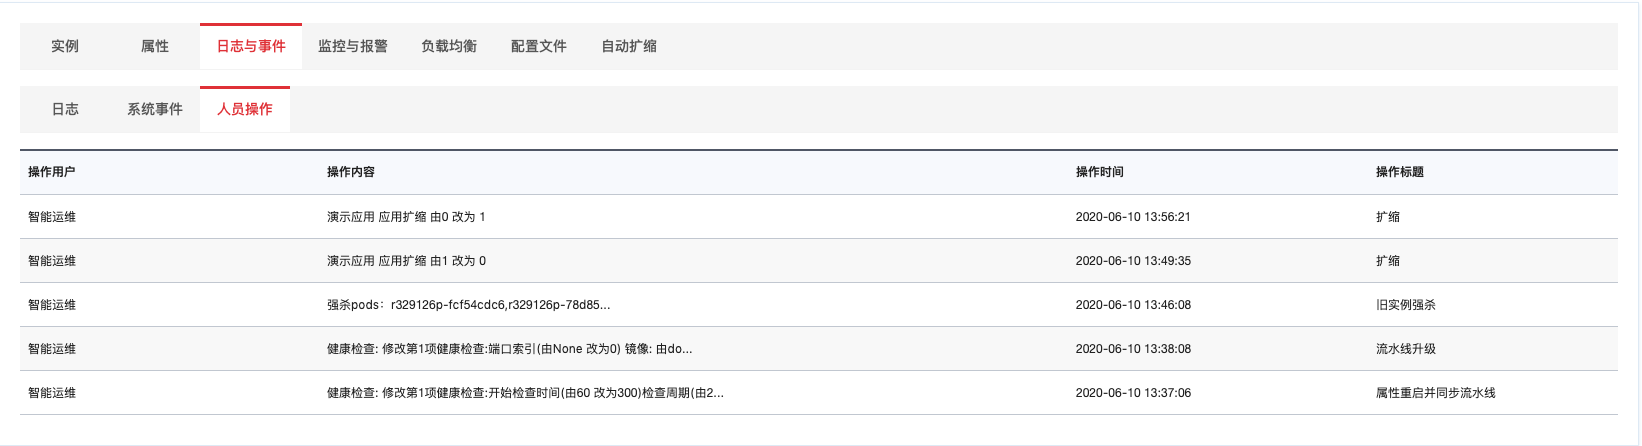 实例 属性 日志与事件 监控与报警 负载均衡 配置文件 自动扩缩
日志 系统事件 人员操作
操作用户 操作内容 操作时间 操作标题
智能运维 演示应用 应用扩缩 由0 改为 1 2020-06-10 13:56:21 扩缩
智能运维 演示应用 应用扩缩 由1 改为 0 2020-06-10 13:49:35 扩缩
智能运维 强杀pods：r329126p-fcf54cdc6,r329126p-78d85... 2020-06-10 13:46:08 旧实例强杀
智能运维 健康检查: 修改第1项健康检查:端口索引(由None 改为0) 镜像: 由do... 2020-06-10 13:38:08 流水线升级
智能运维 健康检查: 修改第1项健康检查:开始检查时间(由60 改为300)检查周期(由2... 2020-06-10 13:37:06 属性重启并同步流水线